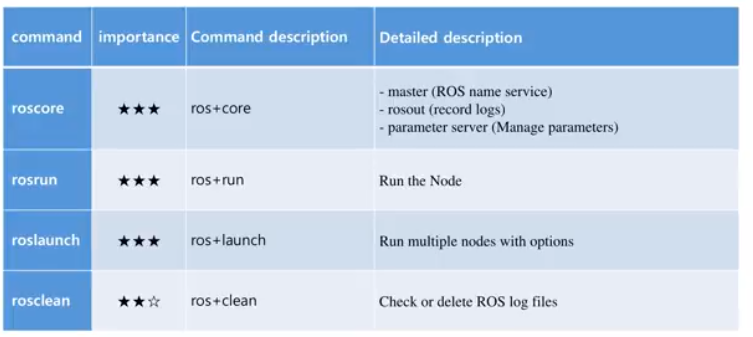 command importance Command description Detailed description
- master (ROS name service)
roscore ★★★ ros+core - rosout (record logs)
- parameter server (Manage parameters)
rosrun ★★★ ros+run Run the Node
roslaunch ★★★ ros+launch Run multiple nodes with options
rosclean ★★☆ ros+clean Check or delete ROS log files